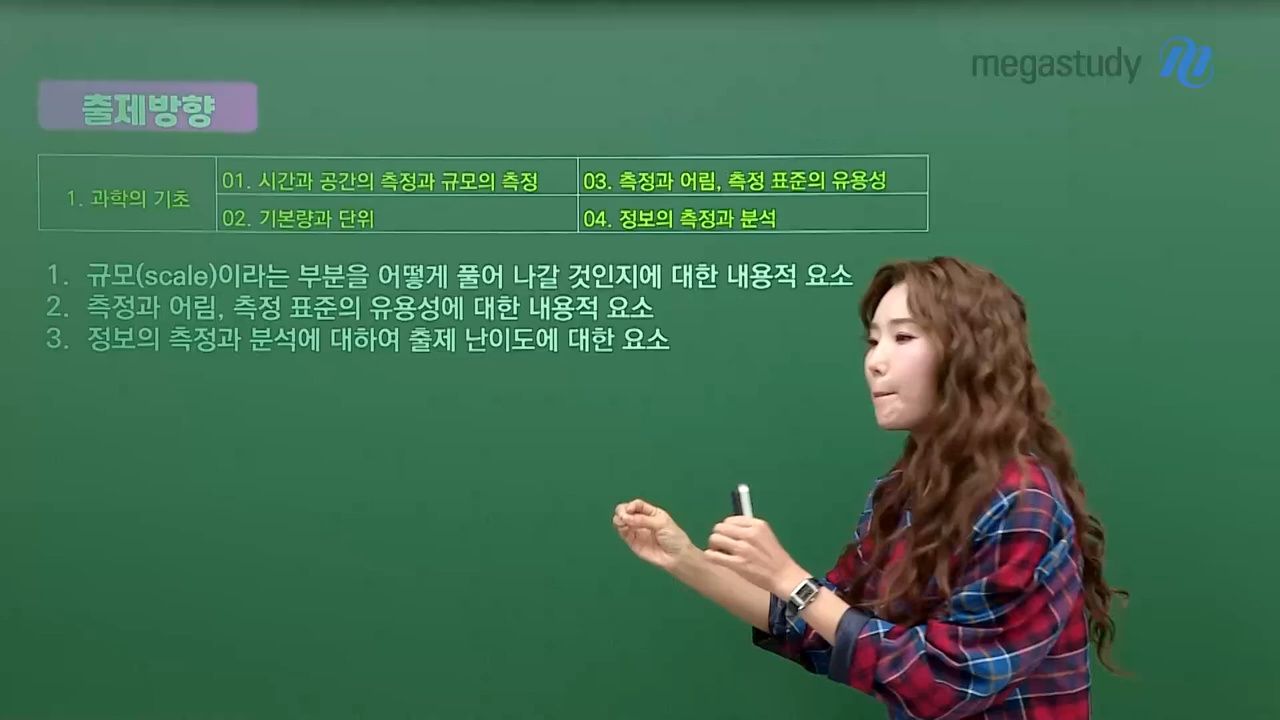 megastudy
출제방향
1. 과학의 기초
01. 시간과 공간의 측정과 규모의 측정
03. 측정과 어림, 측정 표준의 유용성
02. 기본량과 단위
04. 정보의 측정과 분석
1. 규모(scale)이라는 부분을 어떻게 풀어 나갈 것인지에 대한 내용적 요소
2. 측정과 어림, 측정 표준의 유용성에 대한 내용적 요소
3. 정보의 측정과 분석에 대하여 출제 난이도에 대한 요소